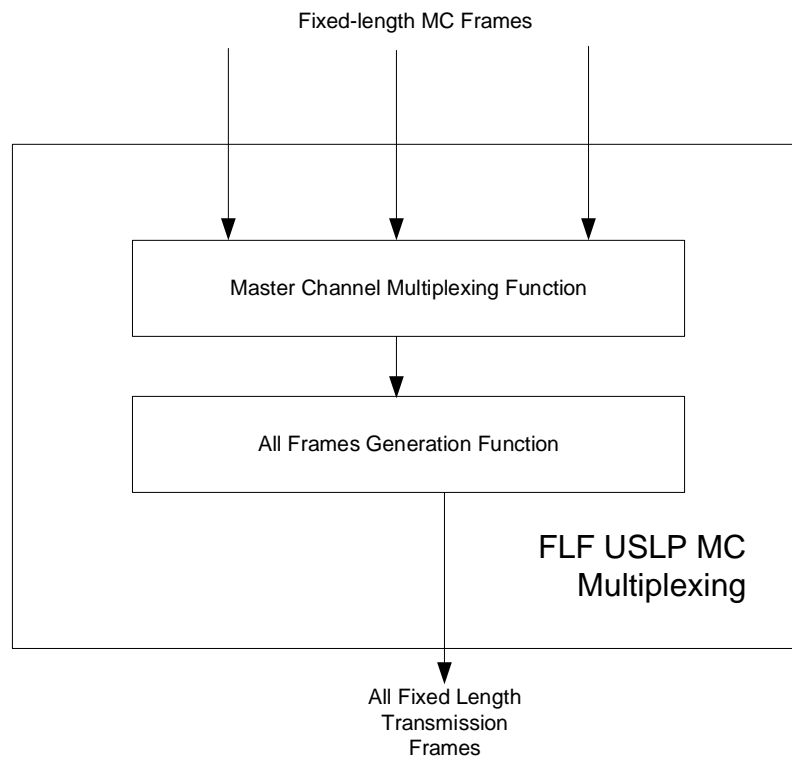 Fixed-length MC Frames
Master Channel Multiplexing Function
All Frames Generation Function
FLF USLP MC
Multiplexing
All Fixed Length
Transmission
Frames